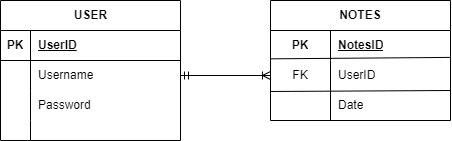 USER
PK UserID
Username
Password
NOTES
PK NotesID
FK UserID
Date